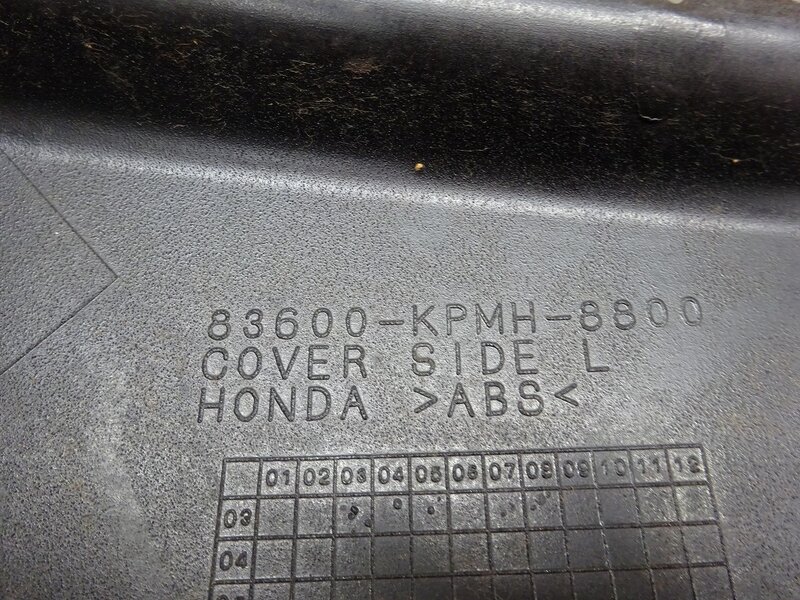 83600-KPMH-8800
COVER SIDE L
HONDA >ABS<
01 02 03 04 05 06 07 08 09 10 11 12
03
04